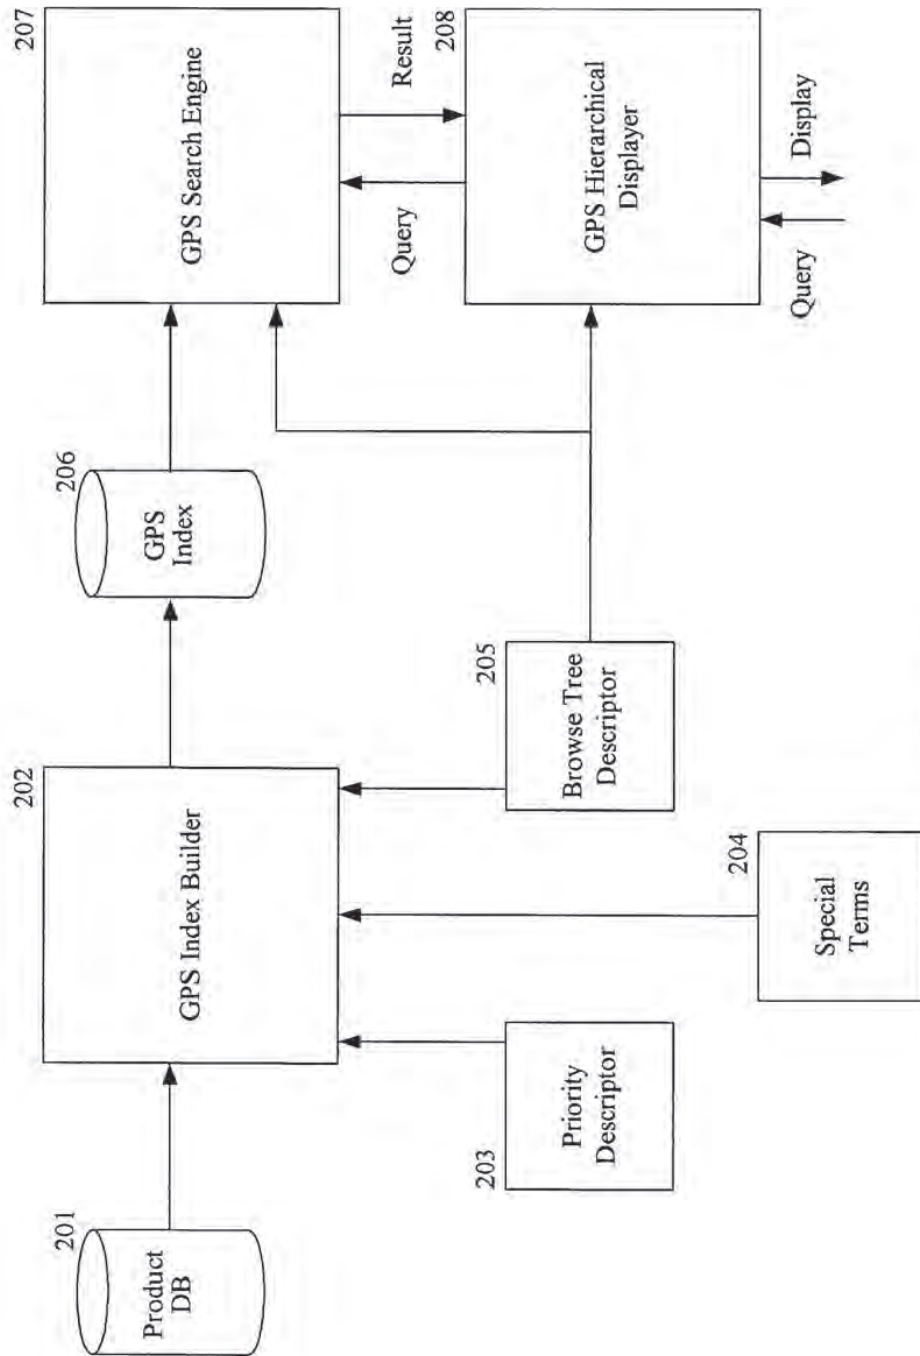 201
Product
DB
202
GPS Index Builder
203
Priority
Descriptor
204
Special
Terms
205
Browse Tree
Descriptor
206
GPS
Index
207
GPS Search Engine
Query
Result
208
GPS Hierarchical
Displayer
Query
Display